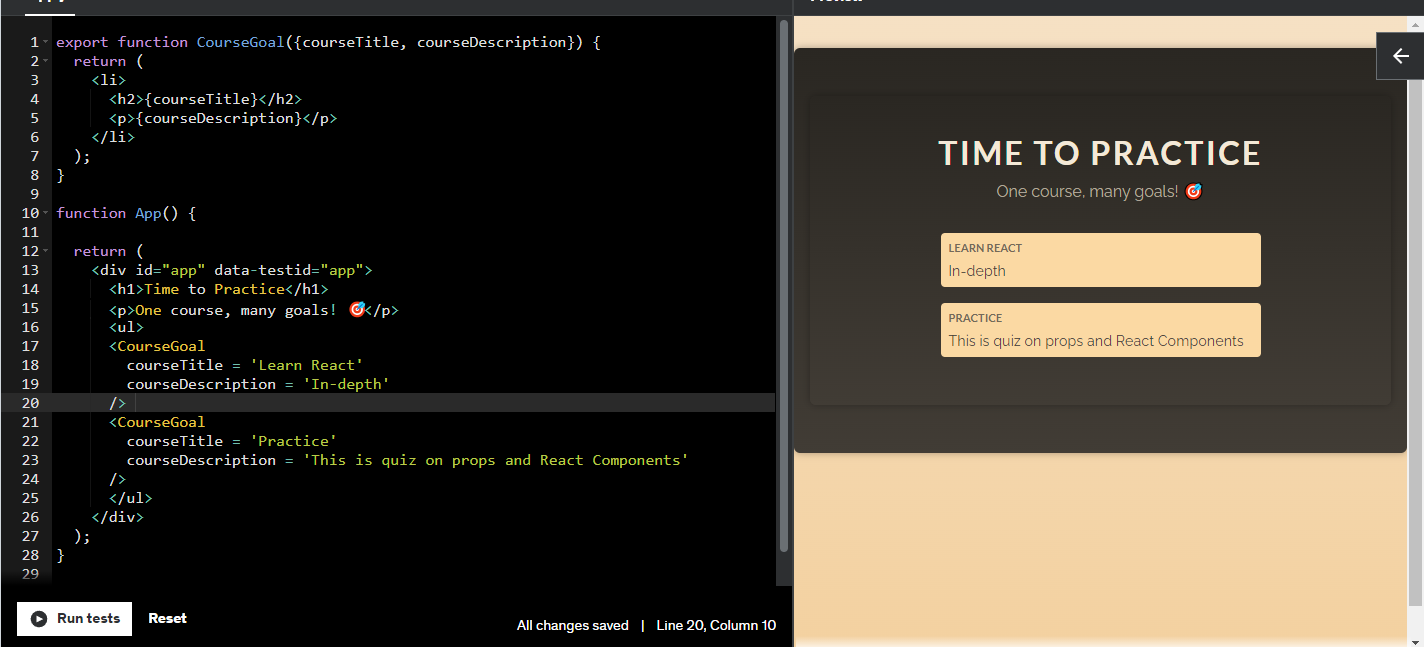 1 export function CourseGoal({courseTitle, courseDescription}) {
2 return (
3 <li>
4 <h2>{courseTitle}</h2>
5 <p>{courseDescription}</p>
6 </li>
7 );
8 }
9
10 function App() {
11
12 return (
13 <div id="app" data-testid="app">
14 <h1>Time to Practice</h1>
15 <p>One course, many goals! 🎯</p>
16 <ul>
17 <CourseGoal
18 courseTitle = 'Learn React'
19 courseDescription = 'In-depth'
20 />
21 <CourseGoal
22 courseTitle = 'Practice'
23 courseDescription = 'This is quiz on props and React Components'
24 />
25 </ul>
26 </div>
27 );
28 }
29
Run tests Reset
All changes saved | Line 20, Column 10
TIME TO PRACTICE
One course, many goals! 🎯
LEARN REACT
In-depth
PRACTICE
This is quiz on props and React Components